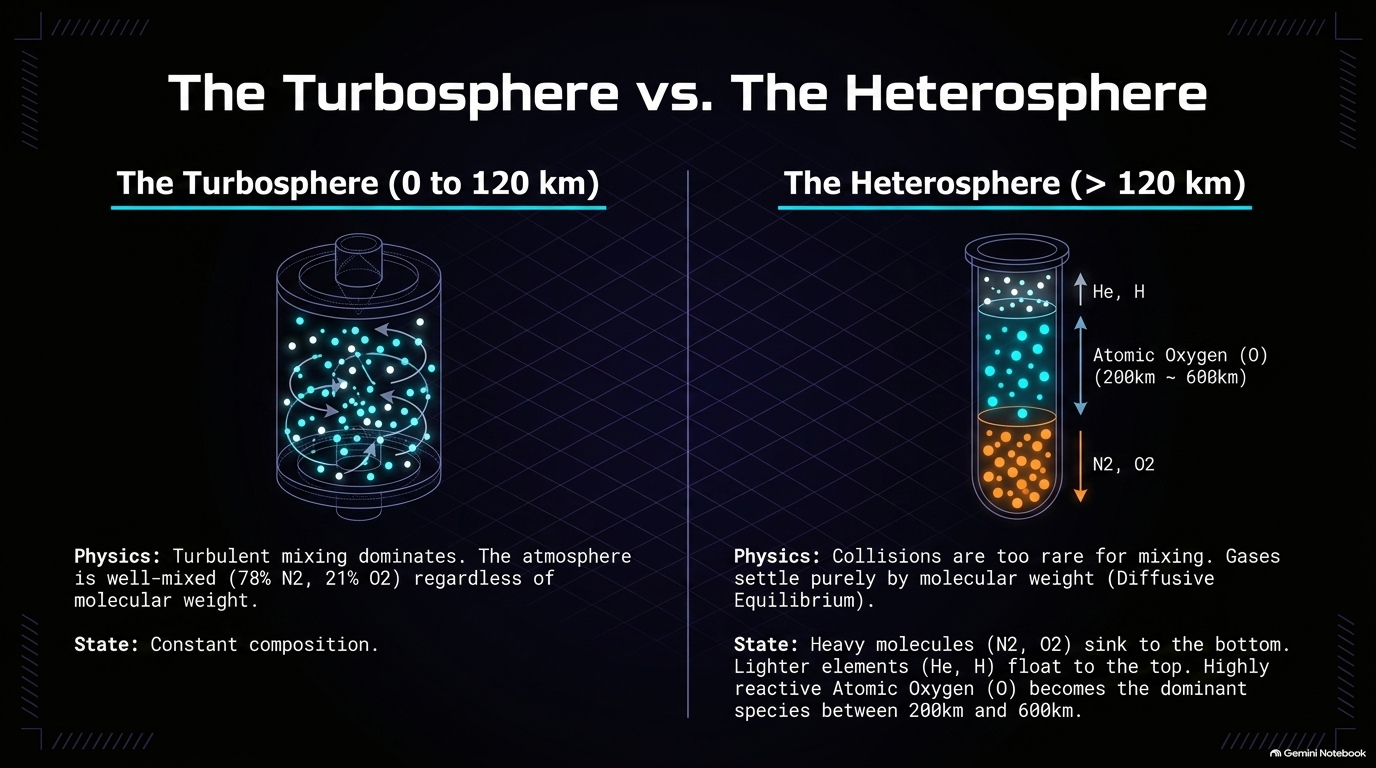 The Turbosphere vs. The Heterosphere
The Turbosphere (0 to 120 km)
Physics: Turbulent mixing dominates. The atmosphere
is well-mixed (78% N2, 21% O2) regardless of
molecular weight.
State: Constant composition.
The Heterosphere (> 120 km)
He, H
Atomic Oxygen (O)
(200km ~ 600km)
N2, O2
Physics: Collisions are too rare for mixing. Gases
settle purely by molecular weight (Diffusive
Equilibrium).
State: Heavy molecules (N2, O2) sink to the bottom.
Lighter elements (He, H) float to the top. Highly
reactive Atomic Oxygen (O) becomes the dominant
species between 200km and 600km.
Gemini Notebook